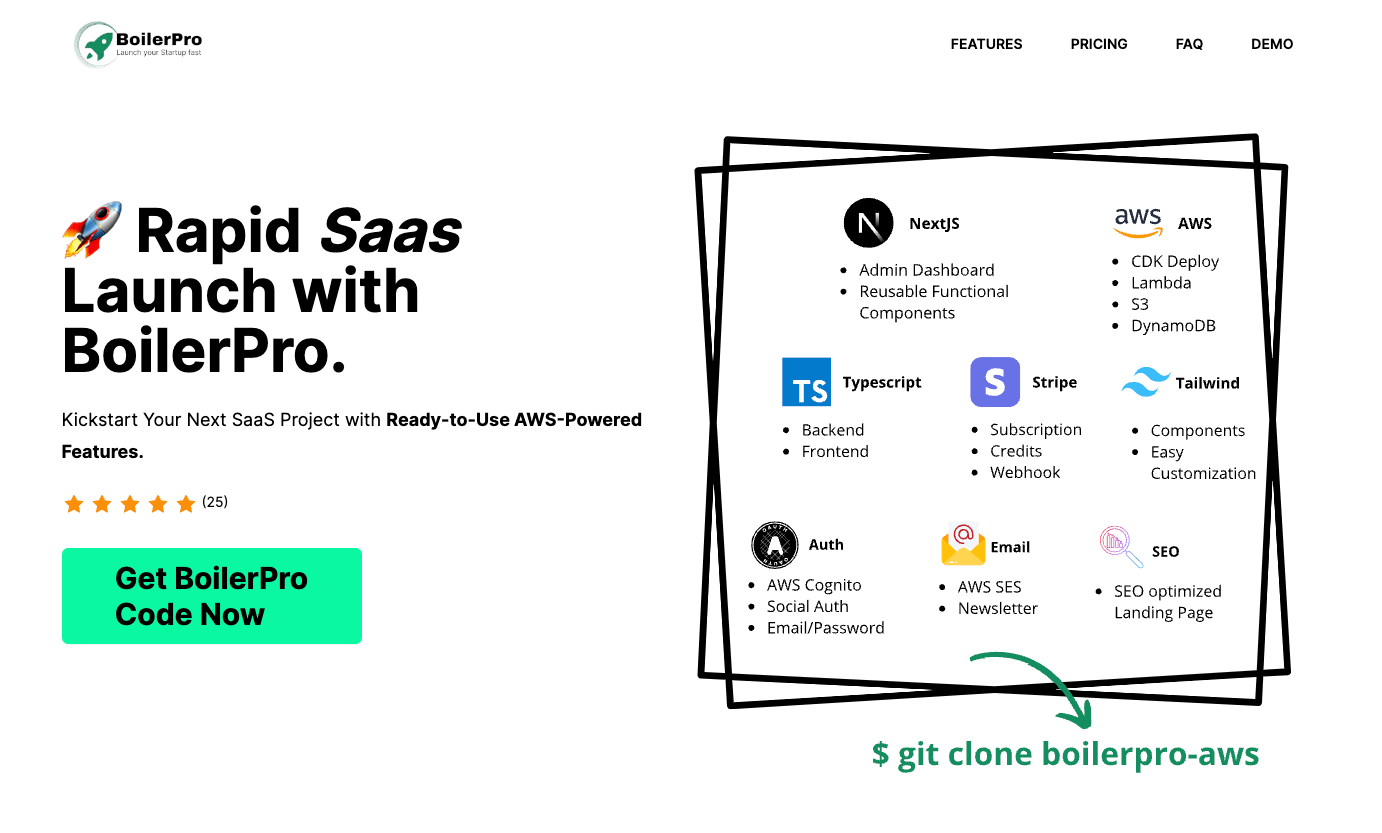 BoilerPro
Launch your Startup fast
FEATURES PRICING FAQ DEMO
🚀 Rapid Saas
Launch with
BoilerPro.
Kickstart Your Next SaaS Project with Ready-to-Use AWS-Powered
Features.
(25)
Get BoilerPro
Code Now
N
NextJS
• Admin Dashboard
• Reusable Functional
Components
aws
AWS
• CDK Deploy
• Lambda
• S3
• DynamoDB
TS
Typescript
• Backend
• Frontend
S
Stripe
• Subscription
• Credits
• Webhook
Tailwind
• Components
• Easy
Customization
OAUTH
A
OAUTH
Auth
• AWS Cognito
• Social Auth
• Email/Password
@
Email
• AWS SES
• Newsletter
SEO
• SEO optimized
Landing Page
$ git clone boilerpro-aws